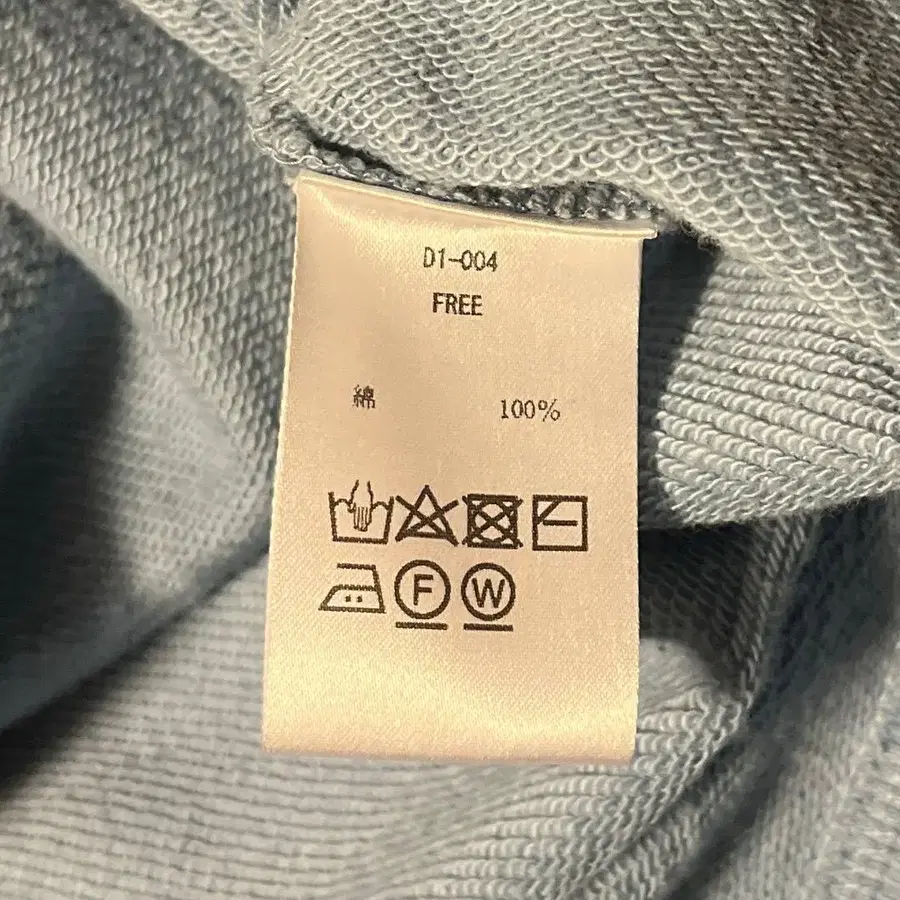 D1-004
FREE
綿 100%
F W